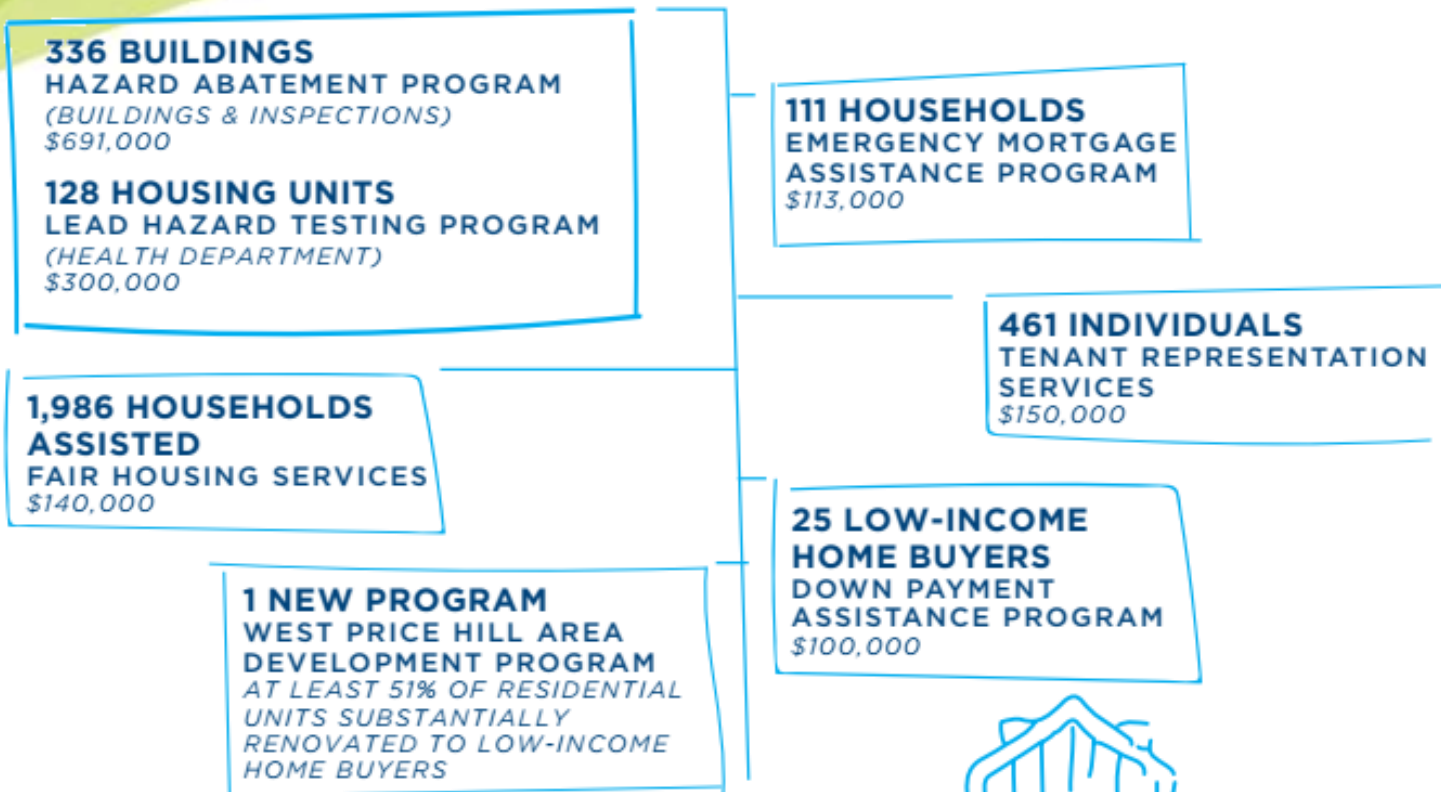 336 BUILDINGS
HAZARD ABATEMENT PROGRAM
(BUILDINGS & INSPECTIONS)
$691,000
128 HOUSING UNITS
LEAD HAZARD TESTING PROGRAM
(HEALTH DEPARTMENT)
$300,000
111 HOUSEHOLDS
EMERGENCY MORTGAGE
ASSISTANCE PROGRAM
$113,000
461 INDIVIDUALS
TENANT REPRESENTATION
SERVICES
$150,000
1,986 HOUSEHOLDS
ASSISTED
FAIR HOUSING SERVICES
$140,000
25 LOW-INCOME
HOME BUYERS
DOWN PAYMENT
ASSISTANCE PROGRAM
$100,000
1 NEW PROGRAM
WEST PRICE HILL AREA
DEVELOPMENT PROGRAM
AT LEAST 51% OF RESIDENTIAL
UNITS SUBSTANTIALLY
RENOVATED TO LOW-INCOME
HOME BUYERS